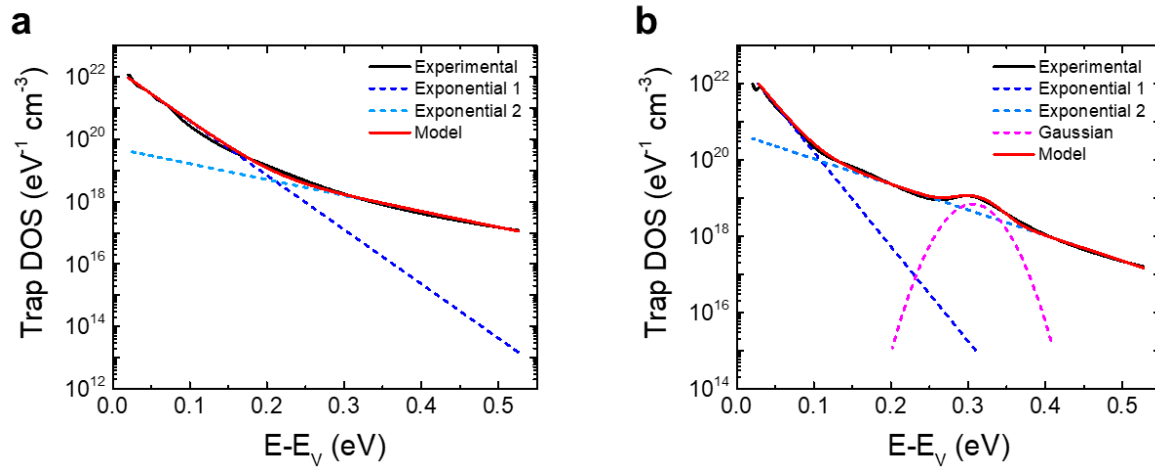 a
Trap DOS (eV⁻¹ cm⁻³)
10²²
10²⁰
10¹⁸
10¹⁶
10¹⁴
10¹²
Experimental
Exponential 1
Exponential 2
Model
0.0 0.1 0.2 0.3 0.4 0.5
E-E_V (eV)
b
Trap DOS (eV⁻¹ cm⁻³)
10²²
10²⁰
10¹⁸
10¹⁶
10¹⁴
Experimental
Exponential 1
Exponential 2
Gaussian
Model
0.0 0.1 0.2 0.3 0.4 0.5
E-E_V (eV)